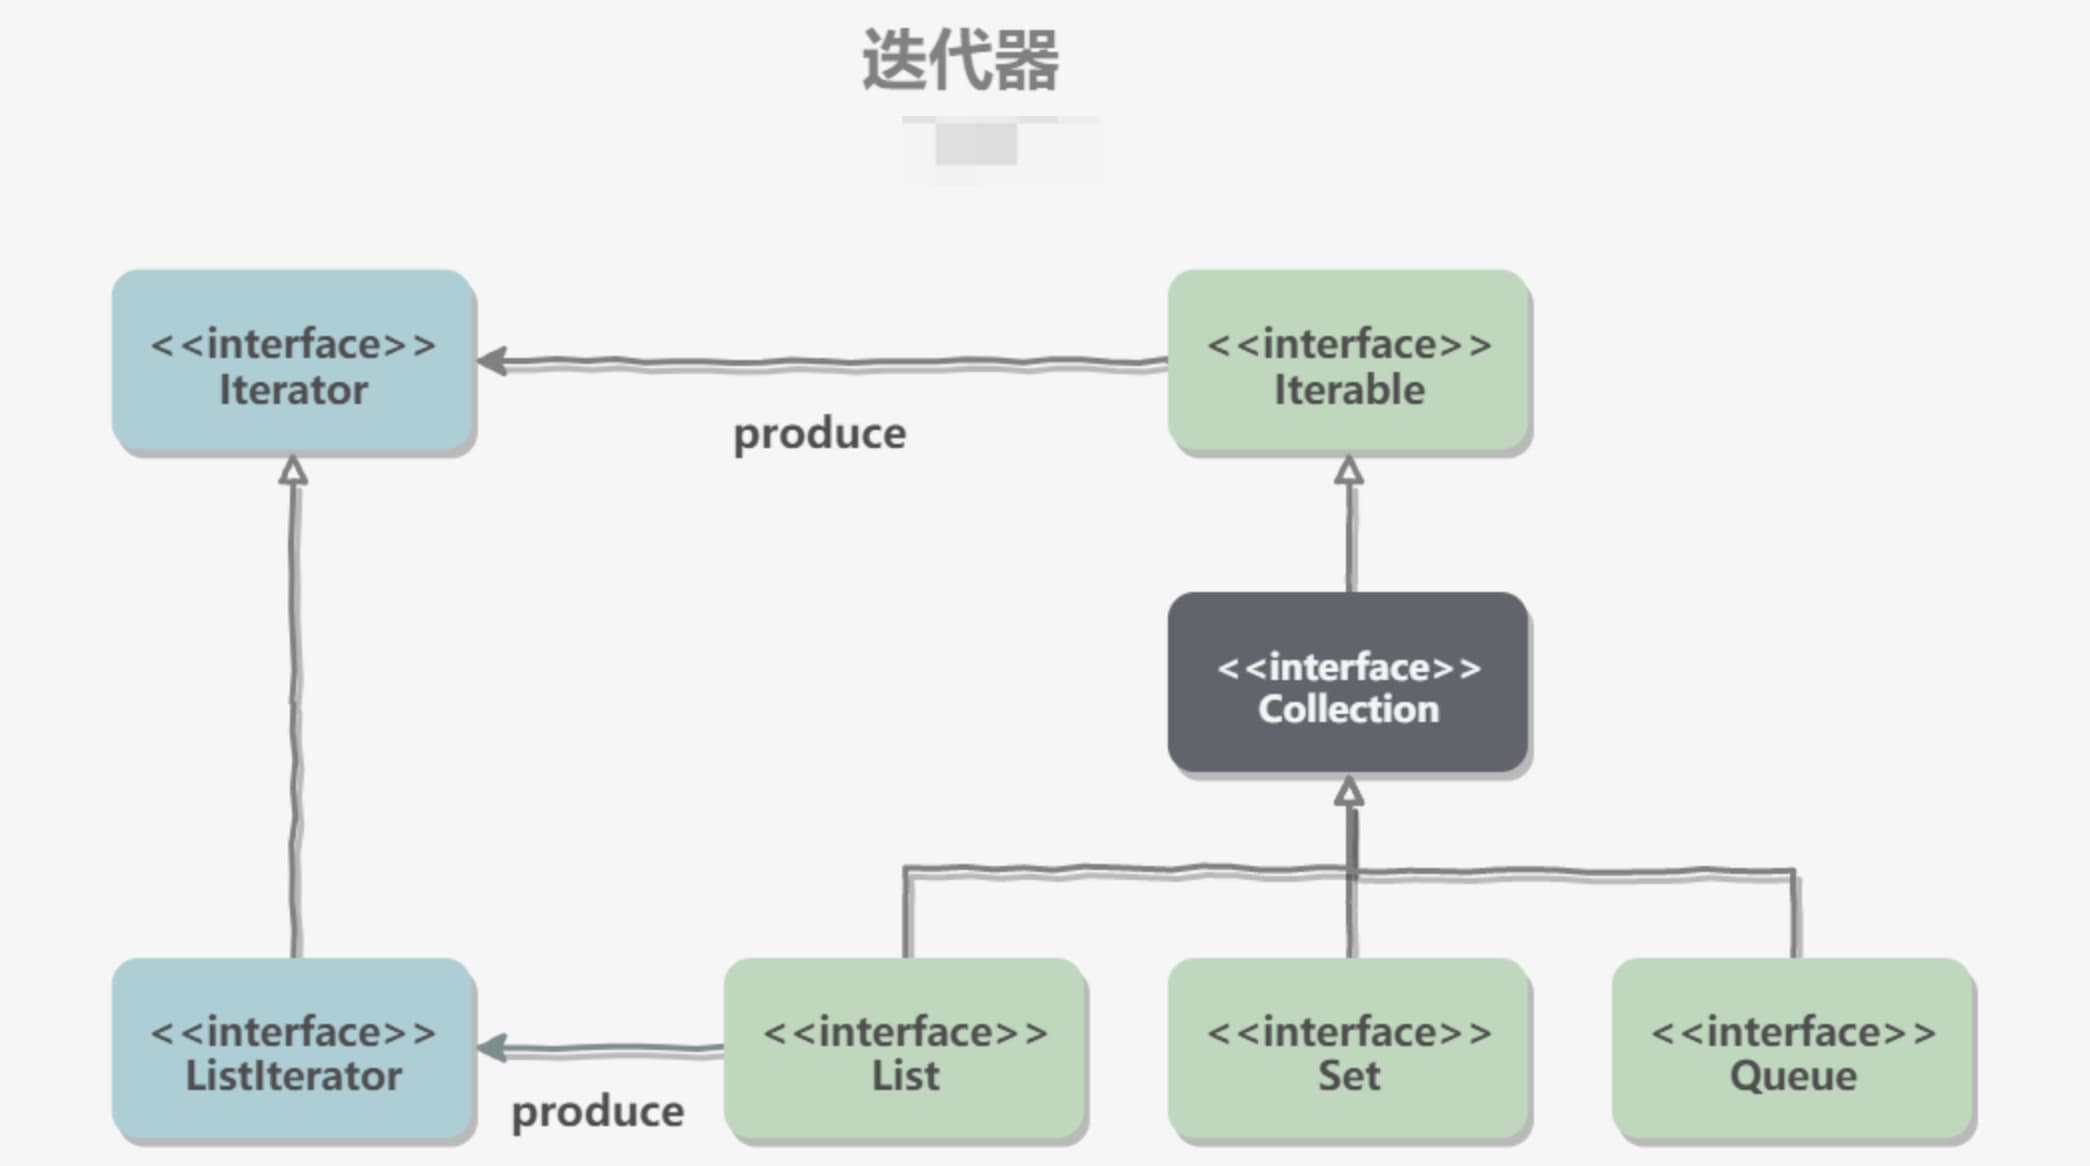 迭代器
<<interface>>
Iterator
<<interface>>
Iterable
produce
<<interface>>
Collection
<<interface>>
ListIterator
<<interface>>
List
<<interface>>
Set
<<interface>>
Queue
produce